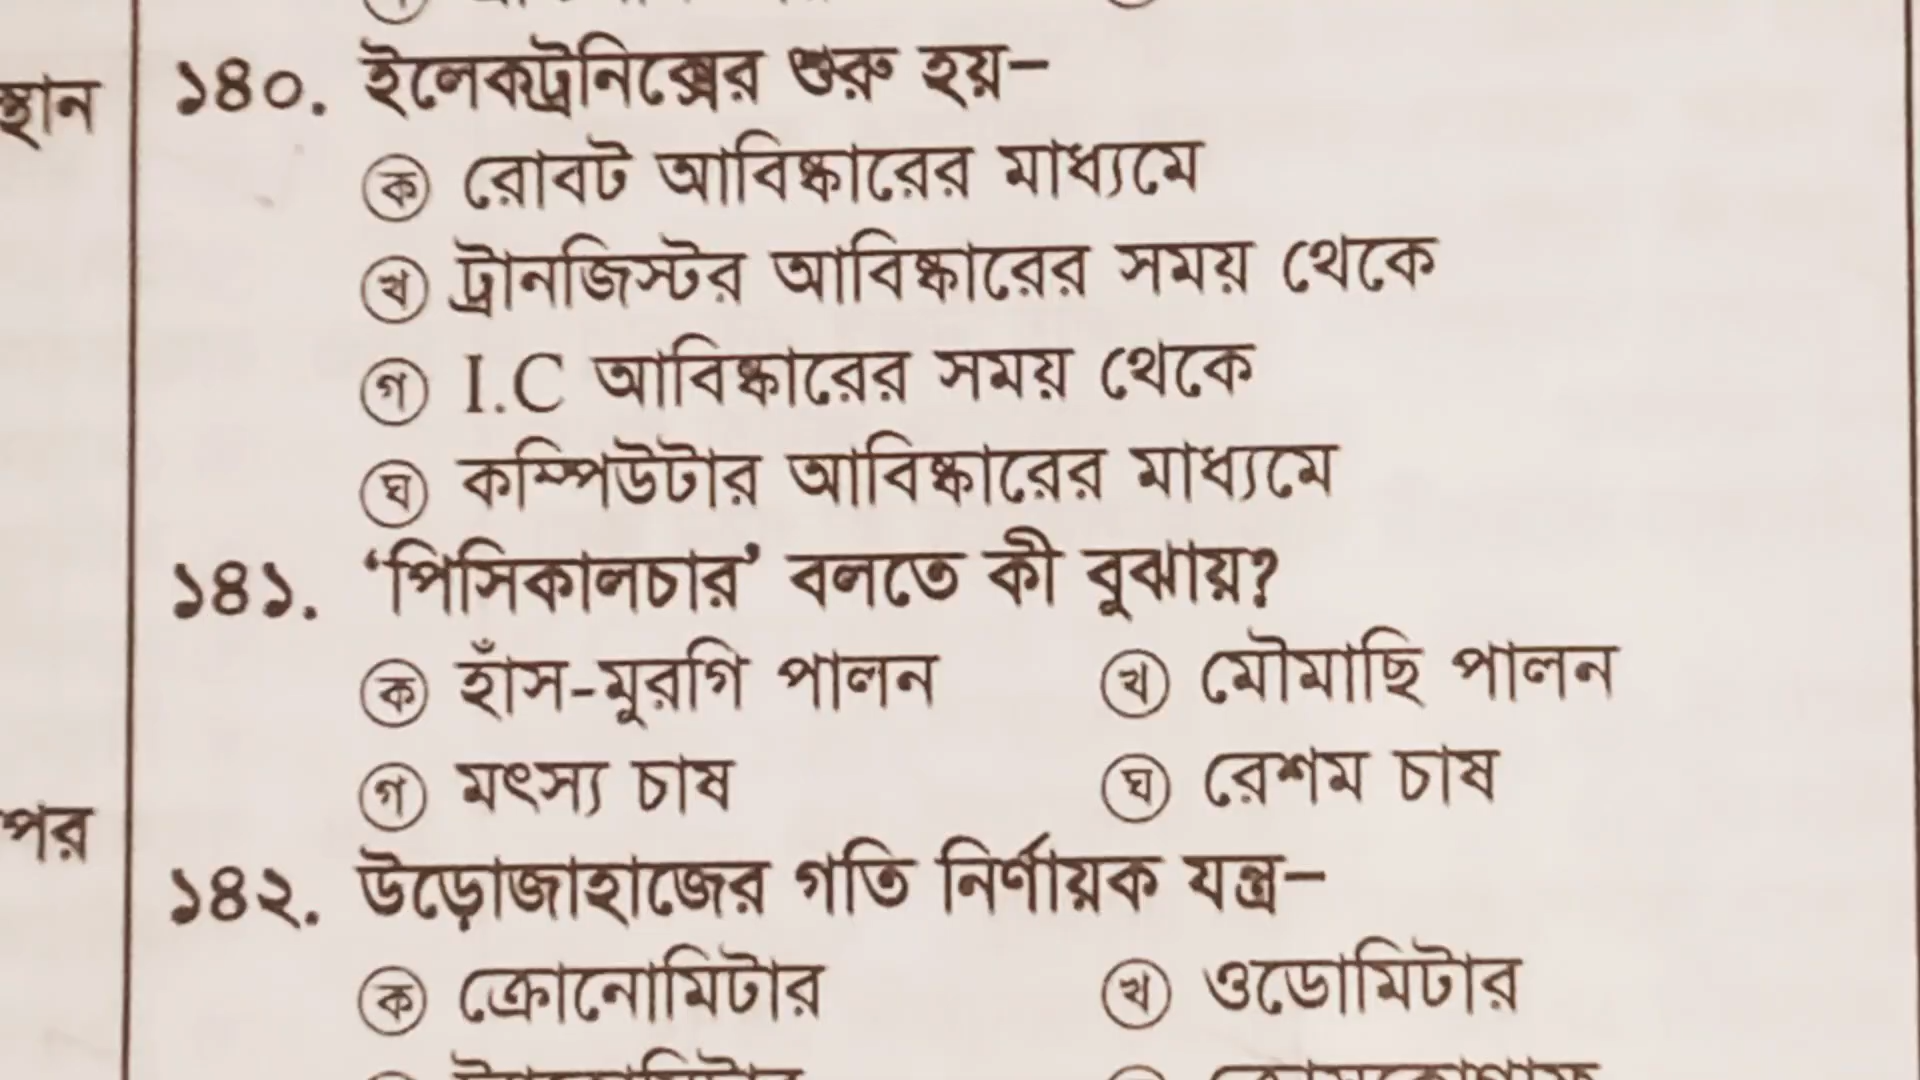 স্থান
১৪০. ইলেকট্রনিক্সের শুরু হয়–
ক রোবট আবিষ্কারের মাধ্যমে
খ ট্রানজিস্টর আবিষ্কারের সময় থেকে
গ I.C আবিষ্কারের সময় থেকে
ঘ কম্পিউটার আবিষ্কারের মাধ্যমে
১৪১. ‘পিসিকালচার’ বলতে কী বুঝায়?
ক হাঁস-মুরগি পালন খ মৌমাছি পালন
গ মৎস্য চাষ ঘ রেশম চাষ
পর
১৪২. উড়োজাহাজের গতি নির্ণায়ক যন্ত্র–
ক ক্রোনোমিটার খ ওডোমিটার